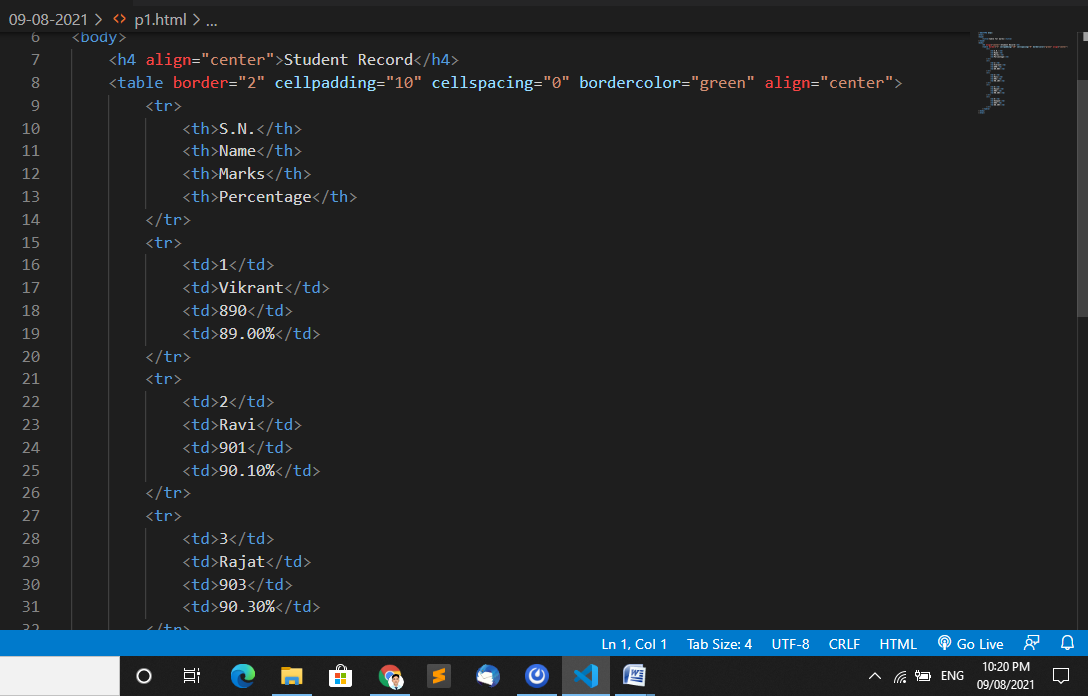 09-08-2021 > <> p1.html > ...
6 <body>
7 <h4 align="center">Student Record</h4>
8 <table border="2" cellpadding="10" cellspacing="0" bordercolor="green" align="center">
9 <tr>
10 <th>S.N.</th>
11 <th>Name</th>
12 <th>Marks</th>
13 <th>Percentage</th>
14 </tr>
15 <tr>
16 <td>1</td>
17 <td>Vikrant</td>
18 <td>890</td>
19 <td>89.00%</td>
20 </tr>
21 <tr>
22 <td>2</td>
23 <td>Ravi</td>
24 <td>901</td>
25 <td>90.10%</td>
26 </tr>
27 <tr>
28 <td>3</td>
29 <td>Rajat</td>
30 <td>903</td>
31 <td>90.30%</td>
32 </tr>
Ln 1, Col 1 Tab Size: 4 UTF-8 CRLF HTML Go Live
ENG 10:20 PM
09/08/2021